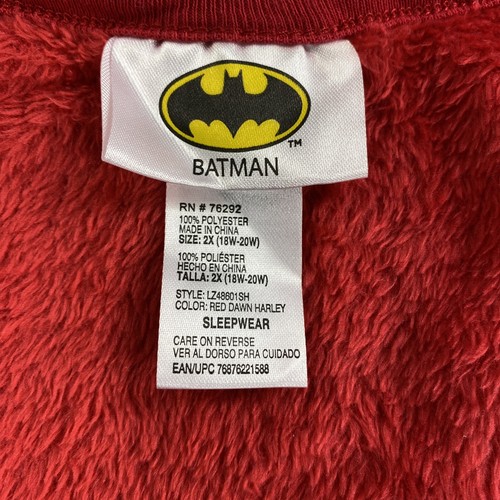 TM
BATMAN
RN # 76292
100% POLYESTER
MADE IN CHINA
SIZE: 2X (18W-20W)
100% POLIÉSTER
HECHO EN CHINA
TALLA: 2X (18W-20W)
STYLE: LZ48601SH
COLOR: RED DAWN HARLEY
SLEEPWEAR
CARE ON REVERSE
VER AL DORSO PARA CUIDADO
EAN/UPC 76876221588